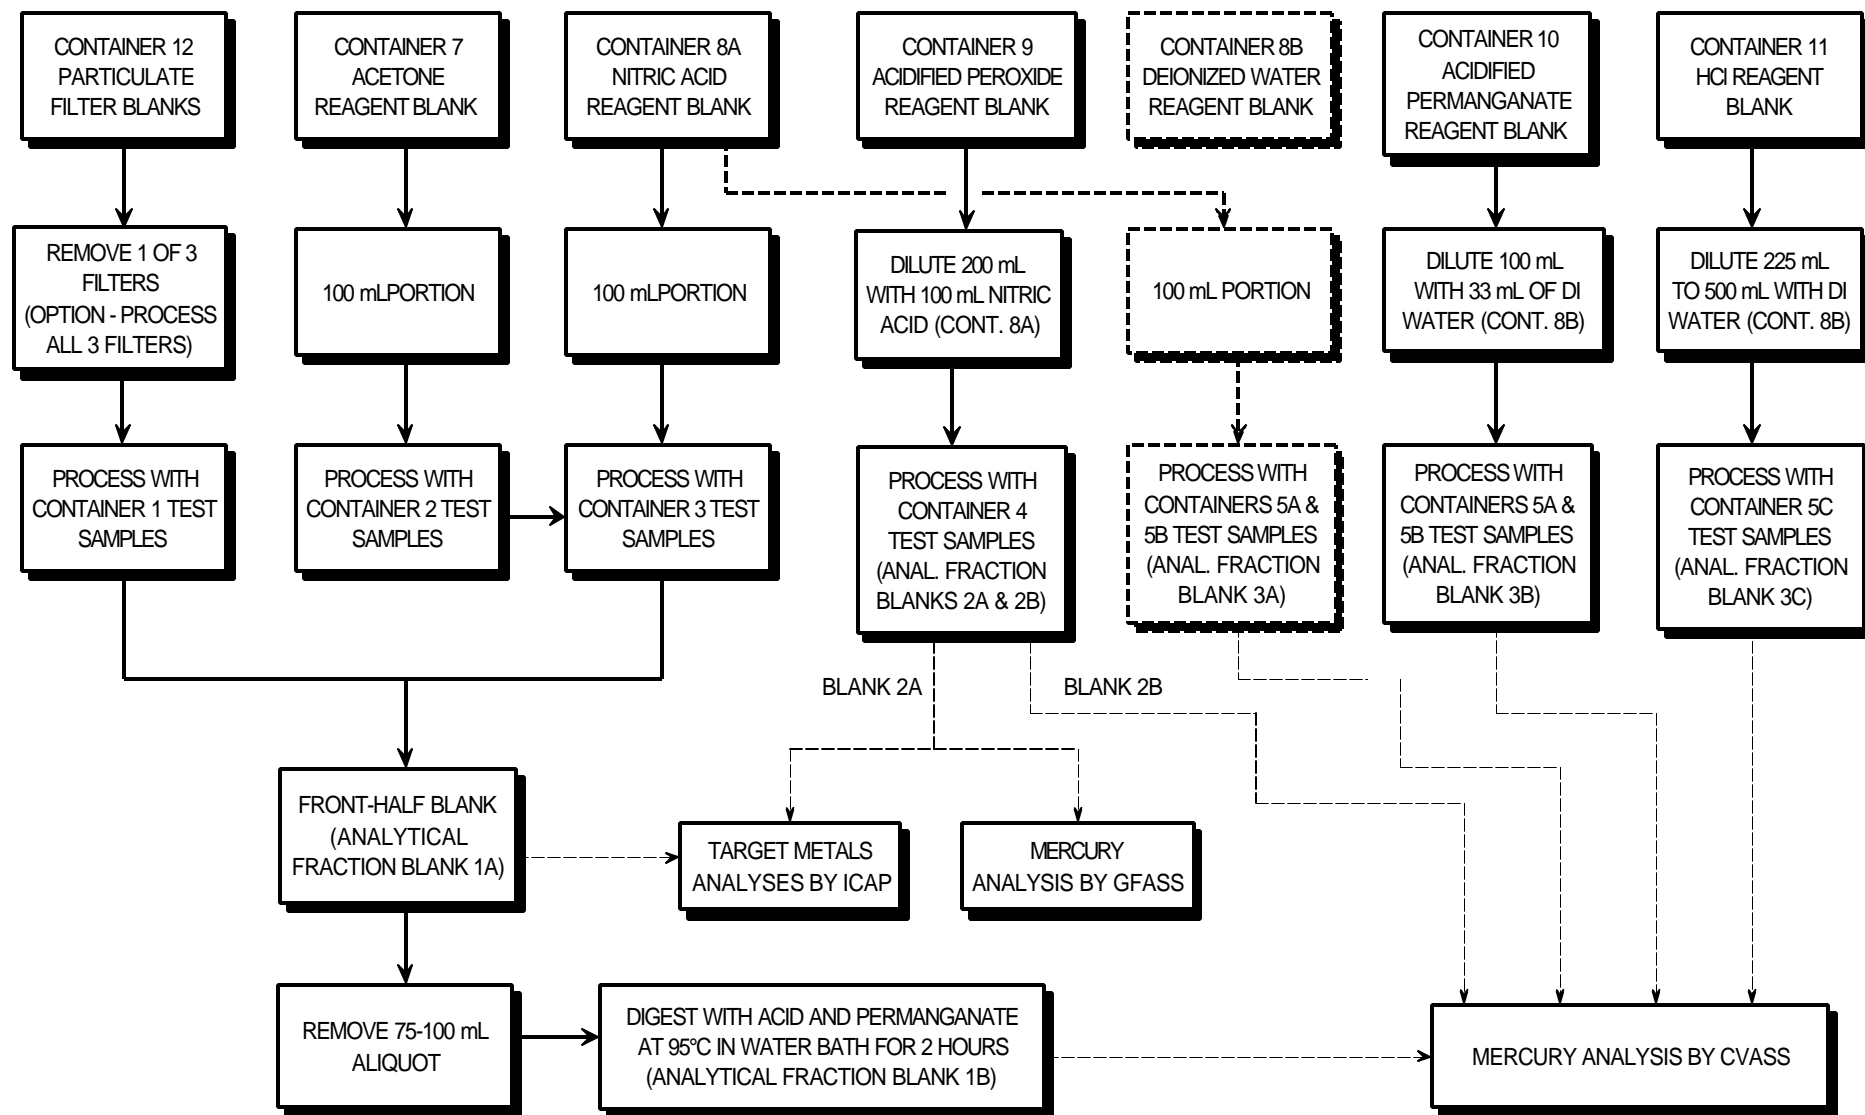 CONTAINER 12
PARTICULATE
FILTER BLANKS
CONTAINER 7
ACETONE
REAGENT BLANK
CONTAINER 8A
NITRIC ACID
REAGENT BLANK
CONTAINER 9
ACIDIFIED PEROXIDE
REAGENT BLANK
CONTAINER 8B
DEIONIZED WATER
REAGENT BLANK
CONTAINER 10
ACIDIFIED
PERMANGANATE
REAGENT BLANK
CONTAINER 11
HCl REAGENT
BLANK
REMOVE 1 OF 3
FILTERS
(OPTION - PROCESS
ALL 3 FILTERS)
100 mLPORTION
100 mLPORTION
DILUTE 200 mL
WITH 100 mL NITRIC
ACID (CONT. 8A)
100 mL PORTION
DILUTE 100 mL
WITH 33 mL OF DI
WATER (CONT. 8B)
DILUTE 225 mL
TO 500 mL WITH DI
WATER (CONT. 8B)
PROCESS WITH
CONTAINER 1 TEST
SAMPLES
PROCESS WITH
CONTAINER 2 TEST
SAMPLES
PROCESS WITH
CONTAINER 3 TEST
SAMPLES
PROCESS WITH
CONTAINER 4
TEST SAMPLES
(ANAL. FRACTION
BLANKS 2A & 2B)
PROCESS WITH
CONTAINERS 5A &
5B TEST SAMPLES
(ANAL. FRACTION
BLANK 3A)
PROCESS WITH
CONTAINERS 5A &
5B TEST SAMPLES
(ANAL. FRACTION
BLANK 3B)
PROCESS WITH
CONTAINER 5C
TEST SAMPLES
(ANAL. FRACTION
BLANK 3C)
BLANK 2A
BLANK 2B
FRONT-HALF BLANK
(ANALYTICAL
FRACTION BLANK 1A)
TARGET METALS
ANALYSES BY ICAP
MERCURY
ANALYSIS BY GFASS
REMOVE 75-100 mL
ALIQUOT
DIGEST WITH ACID AND PERMANGANATE
AT 95°C IN WATER BATH FOR 2 HOURS
(ANALYTICAL FRACTION BLANK 1B)
MERCURY ANALYSIS BY CVASS